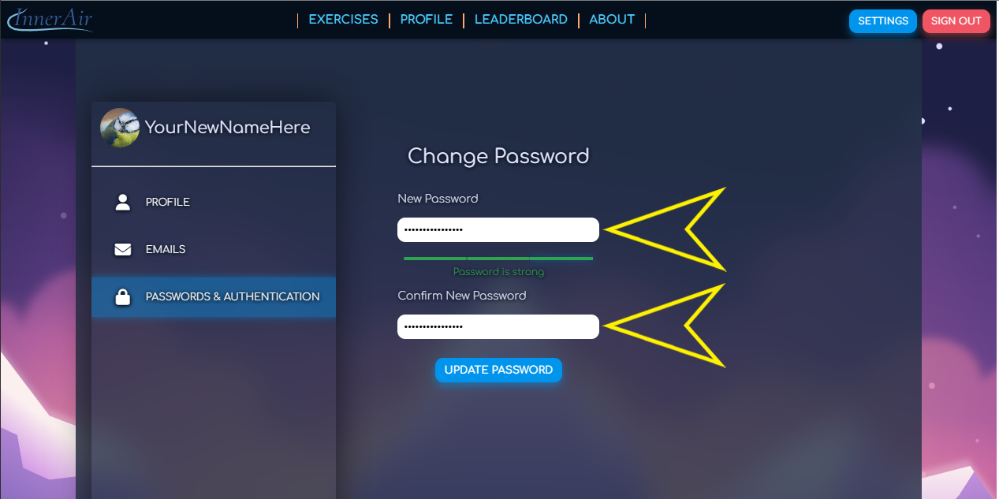 InnerAir
EXERCISES
PROFILE
LEADERBOARD
ABOUT
SETTINGS
SIGN OUT
YourNewNameHere
PROFILE
EMAILS
PASSWORDS & AUTHENTICATION
Change Password
New Password
••••••••••••••••
Password is strong
Confirm New Password
••••••••••••••••
UPDATE PASSWORD